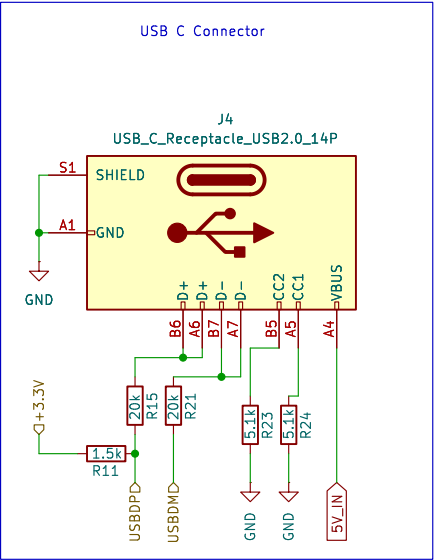 USB C Connector
J4
USB_C_Receptacle_USB2.0_14P
S1
SHIELD
A1
GND
GND
D+
D+
D-
D-
CC2
CC1
VBUS
B6
A6
B7
A7
B5
A5
A4
+3.3V
20k
R15
20k
R21
5.1k
R23
5.1k
R24
1.5k
R11
USBDP
USBDM
GND
GND
5V_IN